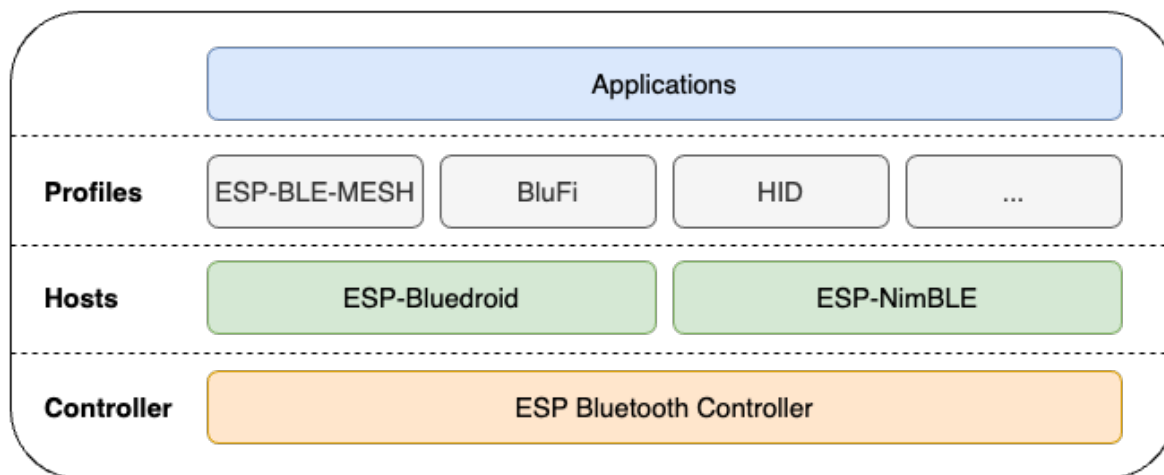 Applications
Profiles ESP-BLE-MESH BluFi HID ...
Hosts ESP-Bluedroid ESP-NimBLE
Controller ESP Bluetooth Controller